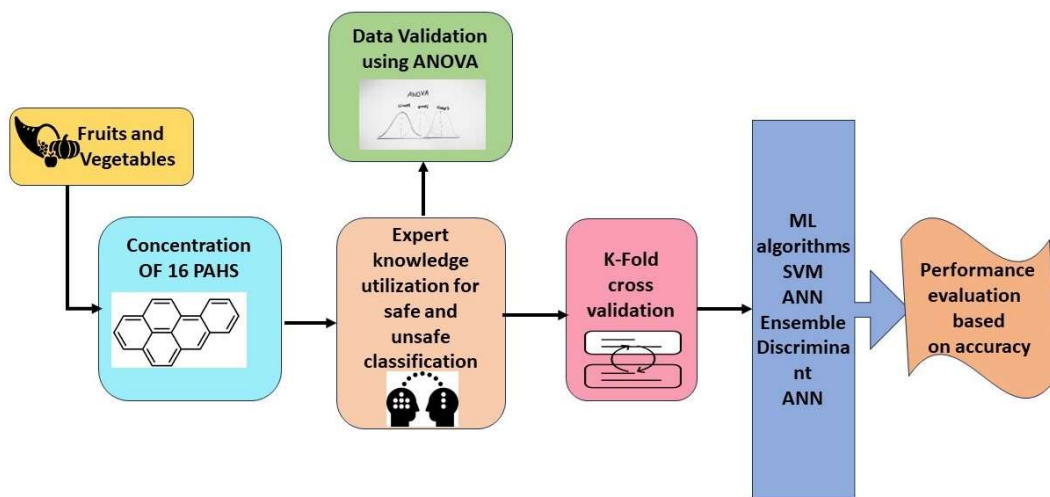 Fruits and
Vegetables
Concentration
OF 16 PAHS
Data Validation
using ANOVA
ANOVA
Expert
knowledge
utilization for
safe and
unsafe
classification
K-Fold
cross
validation
ML
algorithms
SVM
ANN
Ensemble
Discrimina
nt
ANN
Performance
evaluation
based
on accuracy